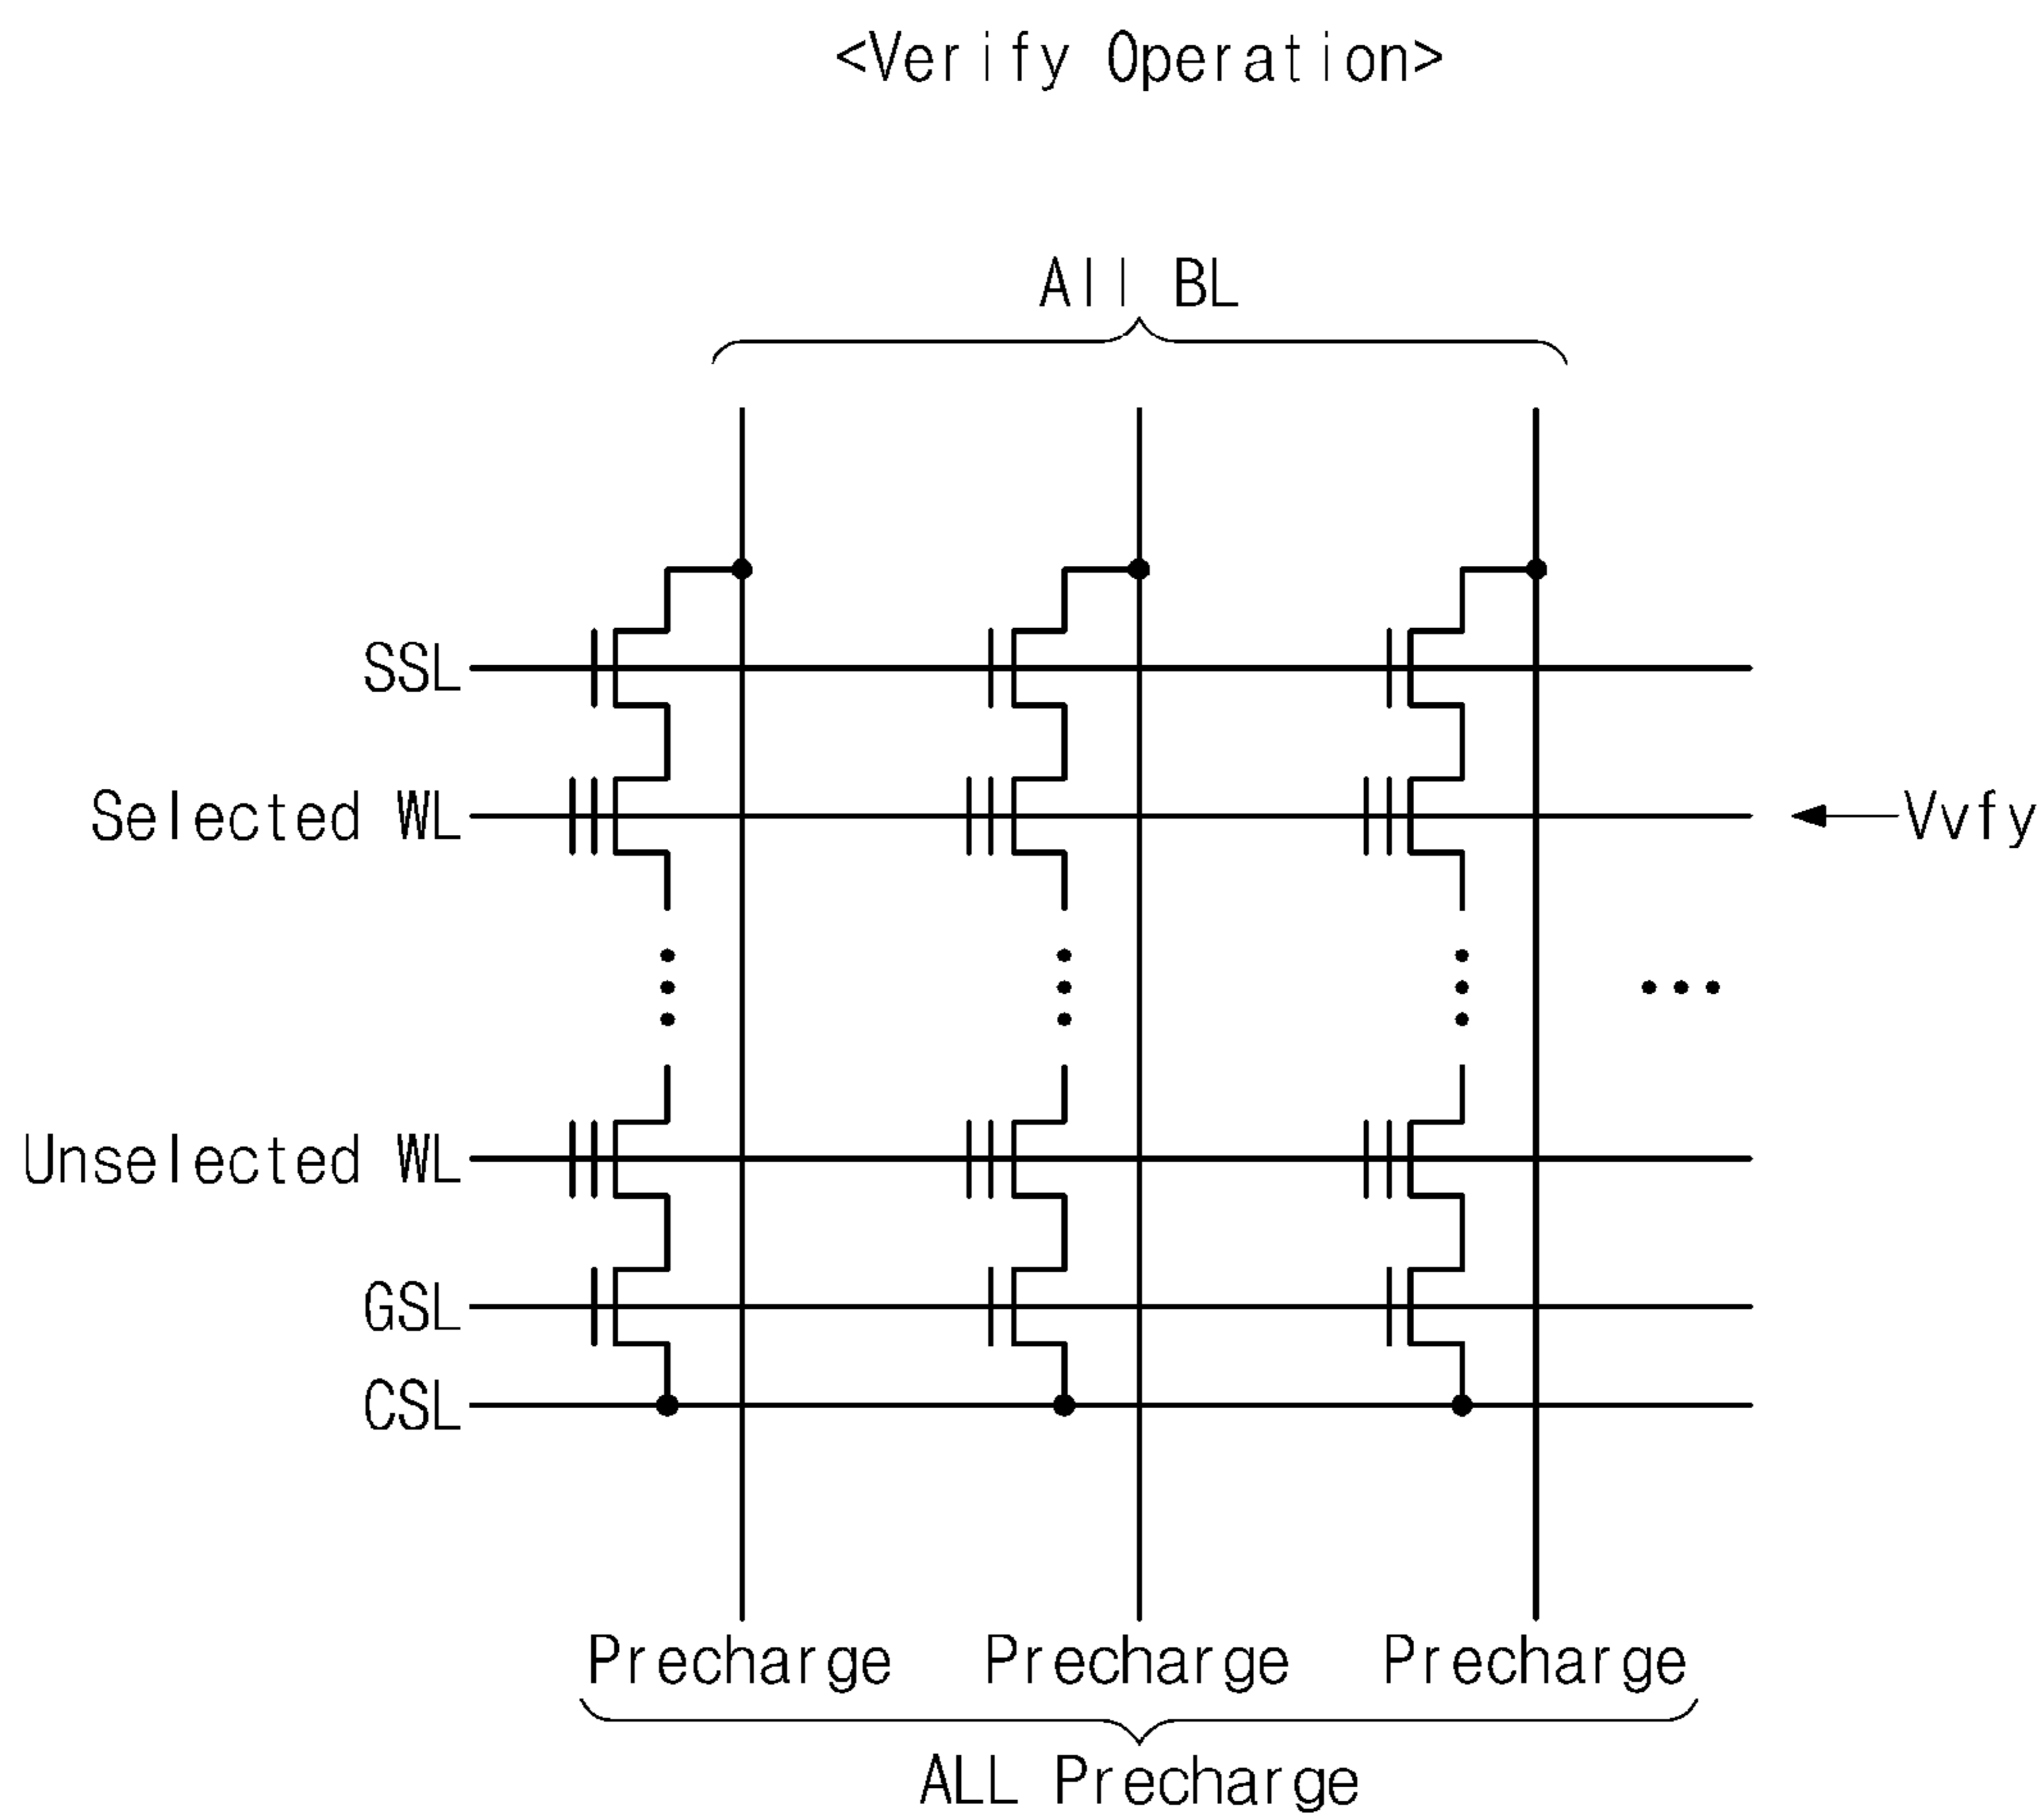 <Verify Operation>
All BL
SSL
Selected WL
Vvfy
Unselected WL
GSL
CSL
Precharge Precharge Precharge
ALL Precharge